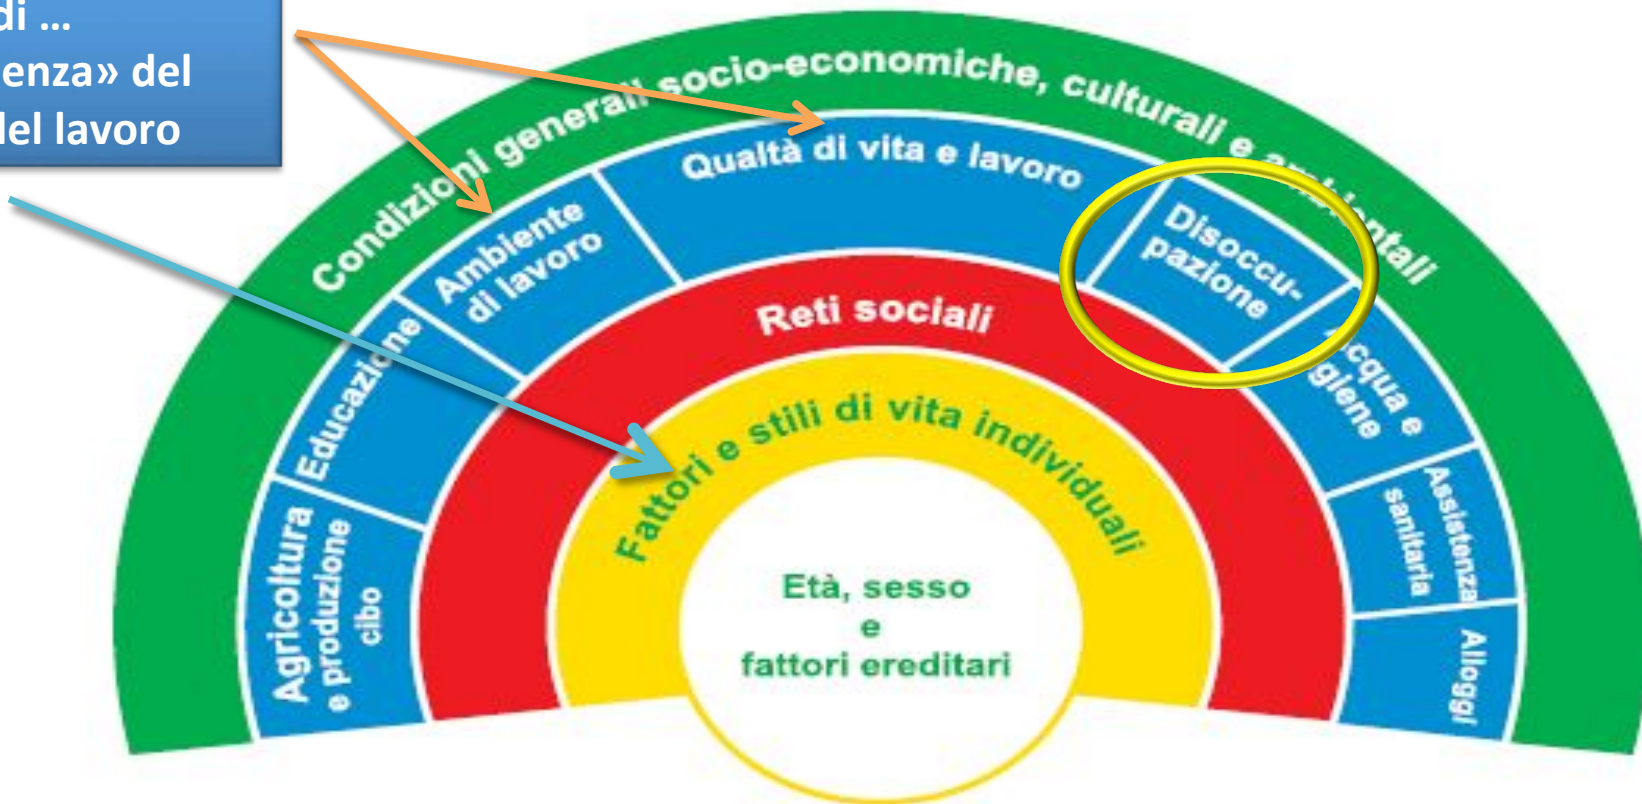 di …
enza» del
del lavoro
Condizioni generali socio-economiche, culturali e ambientali
Qualtà di vita e lavoro
Ambiente
di lavoro
Disoccu-
pazione
Educazione
Acqua e
igiene
Agricoltura
e produzione
cibo
Assistenza
sanitaria
Alloggi
Reti sociali
Fattori e stili di vita individuali
Età, sesso
e
fattori ereditari